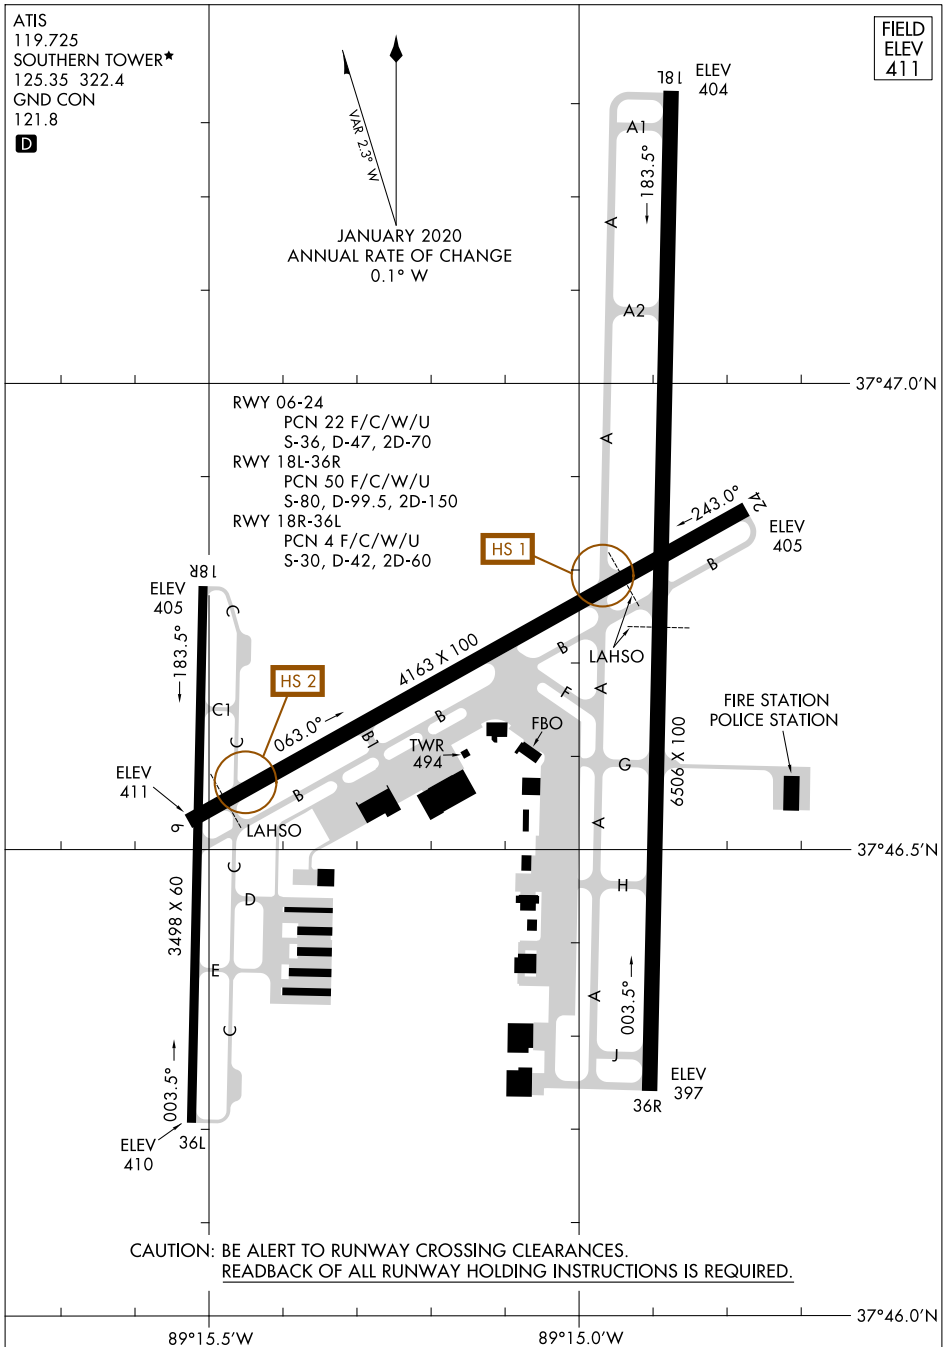 ATIS
119.725
SOUTHERN TOWER★
125.35 322.4
GND CON
121.8
D
VAR 2.3° W
JANUARY 2020
ANNUAL RATE OF CHANGE
0.1° W
FIELD
ELEV
411
18L
ELEV
404
A1
183.5°
A
A2
37°47.0'N
RWY 06-24
PCN 22 F/C/W/U
S-36, D-47, 2D-70
RWY 18L-36R
PCN 50 F/C/W/U
S-80, D-99.5, 2D-150
RWY 18R-36L
PCN 4 F/C/W/U
S-30, D-42, 2D-60
A
243.0°
24
ELEV
405
HS 1
B
18R
ELEV
405
C
183.5°
4163 X 100
B
LAHSO
HS 2
F
A
C1
C
063.0°
B1
B
TWR
494
FBO
FIRE STATION
POLICE STATION
G
6506 X 100
ELEV
411
B
9
LAHSO
A
37°46.5'N
C
D
H
3498 X 60
E
C
A
003.5°
J
ELEV
397
36R
003.5°
36L
ELEV
410
CAUTION: BE ALERT TO RUNWAY CROSSING CLEARANCES.
READBACK OF ALL RUNWAY HOLDING INSTRUCTIONS IS REQUIRED.
37°46.0'N
89°15.5'W
89°15.0'W